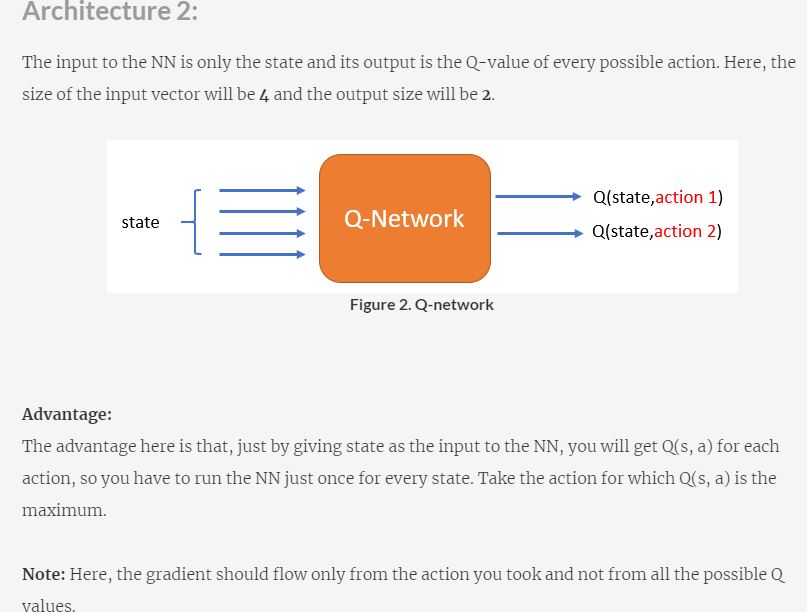 Architecture 2:
The input to the NN is only the state and its output is the Q-value of every possible action. Here, the
size of the input vector will be 4 and the output size will be 2.
state
Q-Network
Q(state,action 1)
Q(state,action 2)
Figure 2. Q-network
Advantage:
The advantage here is that, just by giving state as the input to the NN, you will get Q(s, a) for each
action, so you have to run the NN just once for every state. Take the action for which Q(s, a) is the
maximum.
Note: Here, the gradient should flow only from the action you took and not from all the possible Q
values.